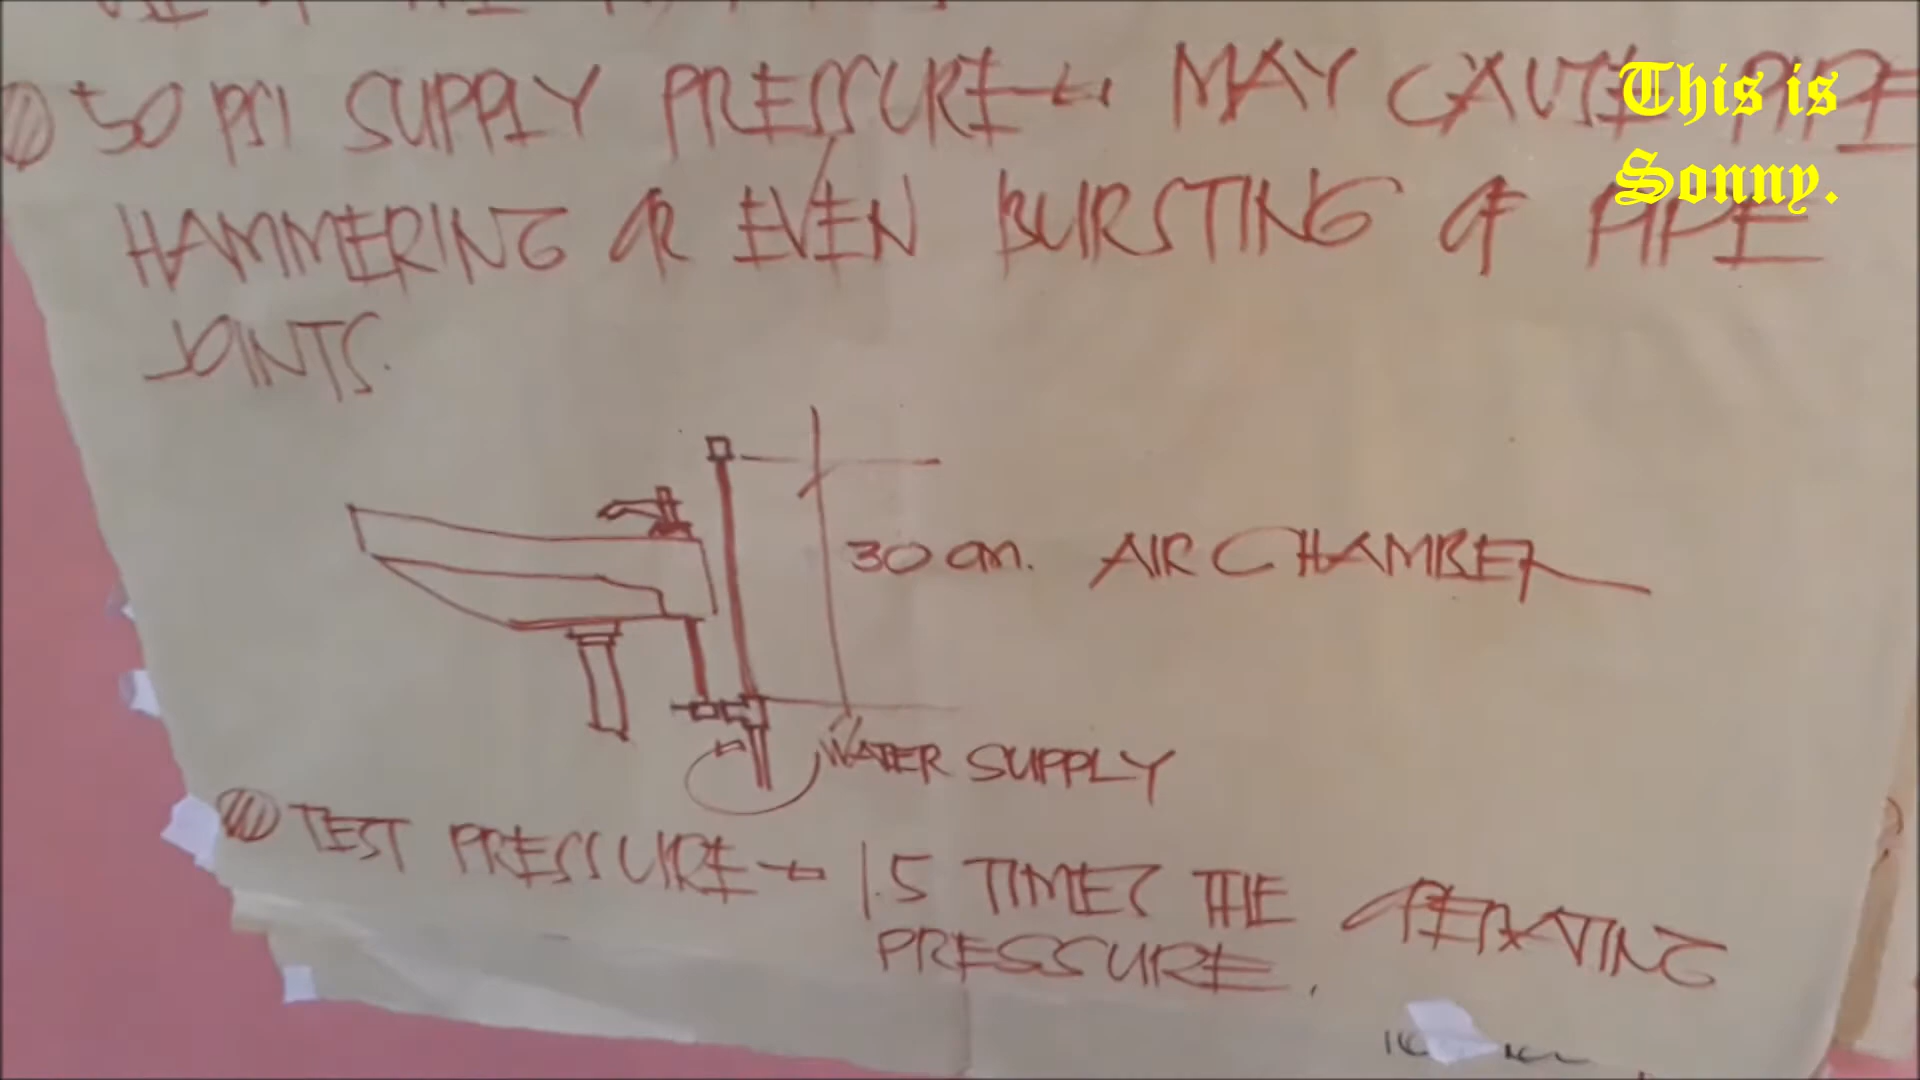 50 PSI SUPPLY PRESSURE → MAY CAUSE PIPE
HAMMERING OR EVEN BURSTING OF PIPE
JOINTS.
30 cm. AIR CHAMBER
WATER SUPPLY
TEST PRESSURE → 1.5 TIMES THE OPERATING
PRESSURE.
This is
Sonny.